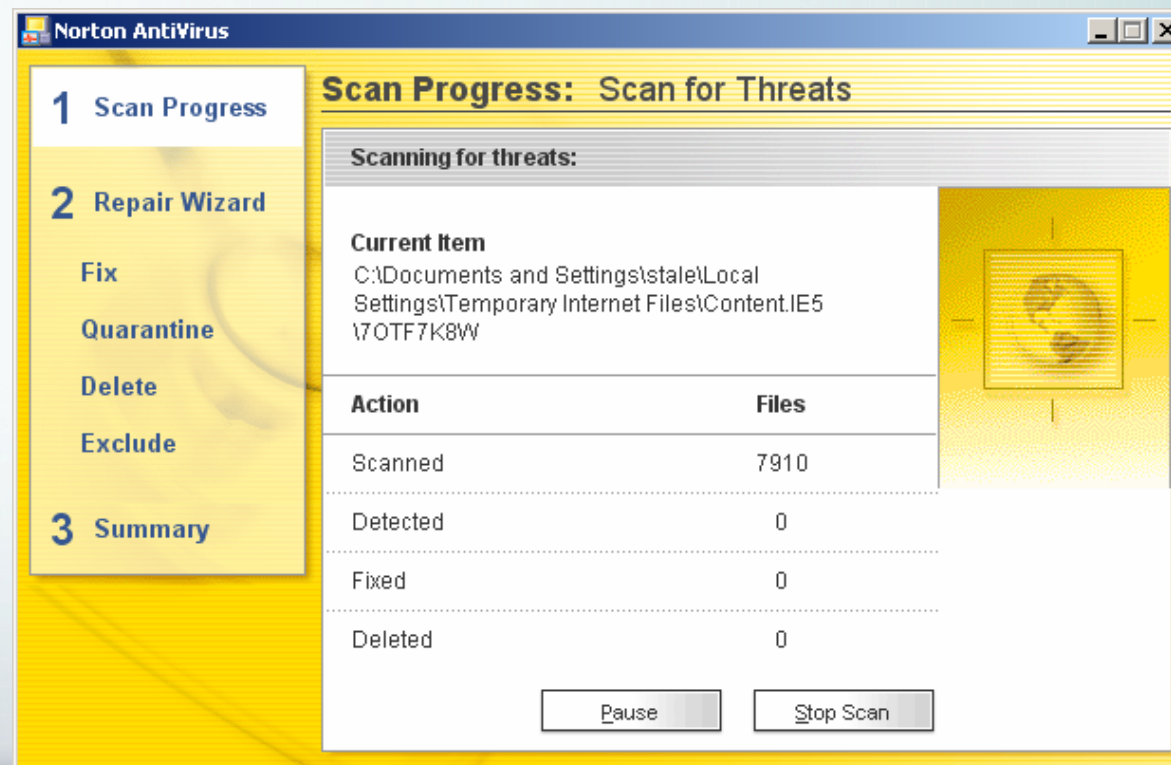 Norton AntiVirus
1 Scan Progress
2 Repair Wizard
Fix
Quarantine
Delete
Exclude
3 Summary
Scan Progress: Scan for Threats
Scanning for threats:
Current Item
C:\Documents and Settings\stale\Local
Settings\Temporary Internet Files\Content.IE5
\7OTF7K8W
Action Files
Scanned 7910
Detected 0
Fixed 0
Deleted 0
Pause Stop Scan